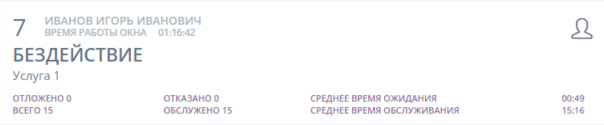 7 ИВАНОВ ИГОРЬ ИВАНОВИЧ
ВРЕМЯ РАБОТЫ ОКНА 01:16:42
БЕЗДЕЙСТВИЕ
Услуга 1
ОТЛОЖЕНО 0 ОТКАЗАНО 0 СРЕДНЕЕ ВРЕМЯ ОЖИДАНИЯ 00:49
ВСЕГО 15 ОБСЛУЖЕНО 15 СРЕДНЕЕ ВРЕМЯ ОБСЛУЖИВАНИЯ 15:16